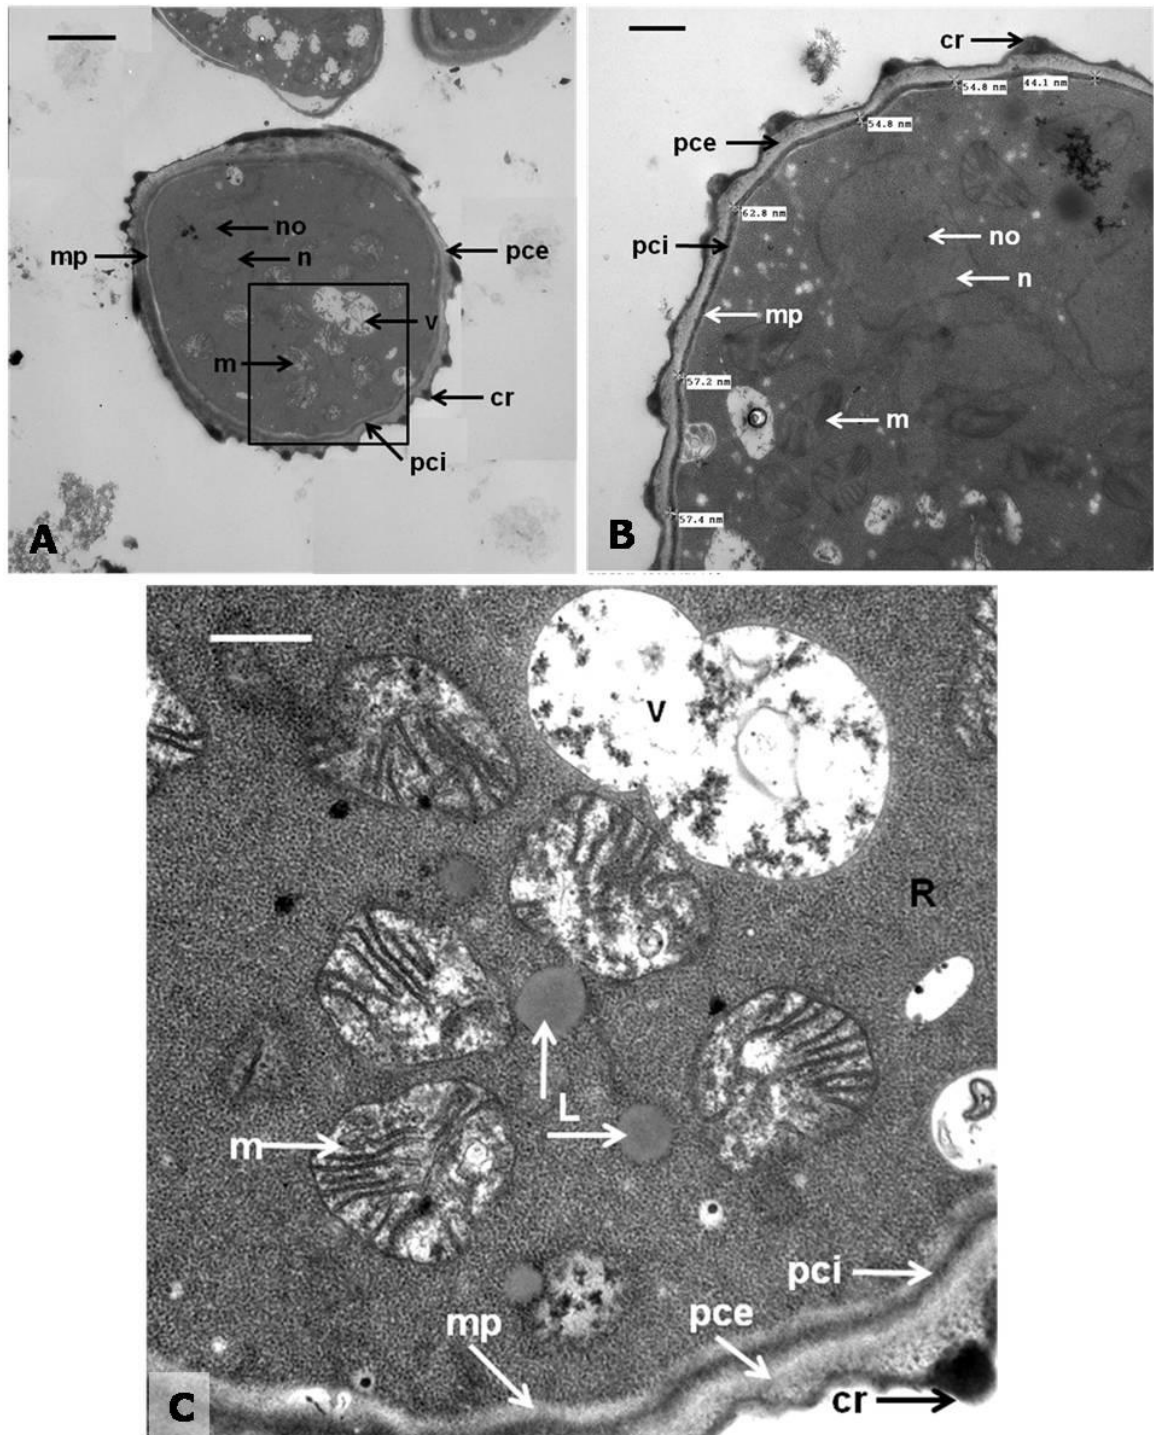 no
mp
n
pce
v
m
cr
pci
A
cr
54.8 nm
44.1 nm
54.8 nm
pce
62.8 nm
no
pci
n
mp
57.2 nm
m
57.4 nm
B
V
R
L
m
pci
pce
mp
cr
C